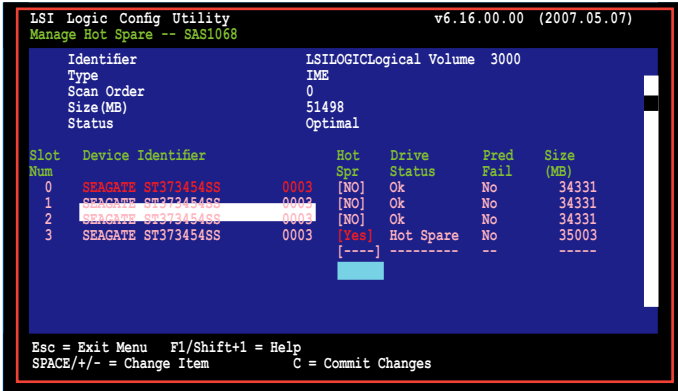 LSI Logic Config Utility v6.16.00.00 (2007.05.07)
Manage Hot Spare -- SAS1068
Identifier LSILOGICLogical Volume 3000
Type IME
Scan Order 0
Size(MB) 51498
Status Optimal
Slot Device Identifier Hot Drive Pred Size
Num Spr Status Fail (MB)
0 SEAGATE ST373454SS 0003 [NO] Ok No 34331
1 SEAGATE ST373454SS 0003 [NO] Ok No 34331
2 SEAGATE ST373454SS 0003 [NO] Ok No 34331
3 SEAGATE ST373454SS 0003 [Yes] Hot Spare No 35003
[----] --------- -- -----
Esc = Exit Menu F1/Shift+1 = Help
SPACE/+/- = Change Item C = Commit Changes